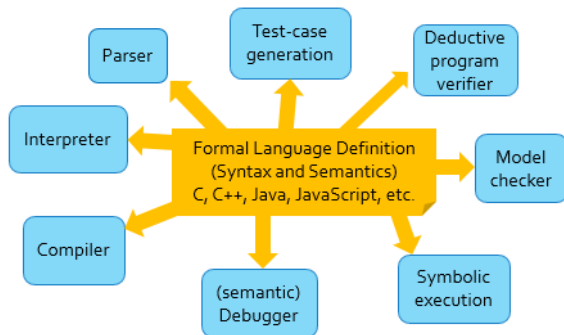 Parser
Test-case
generation
Deductive
program
verifier
Interpreter
Formal Language Definition
(Syntax and Semantics)
C, C++, Java, JavaScript, etc.
Model
checker
Compiler
(semantic)
Debugger
Symbolic
execution